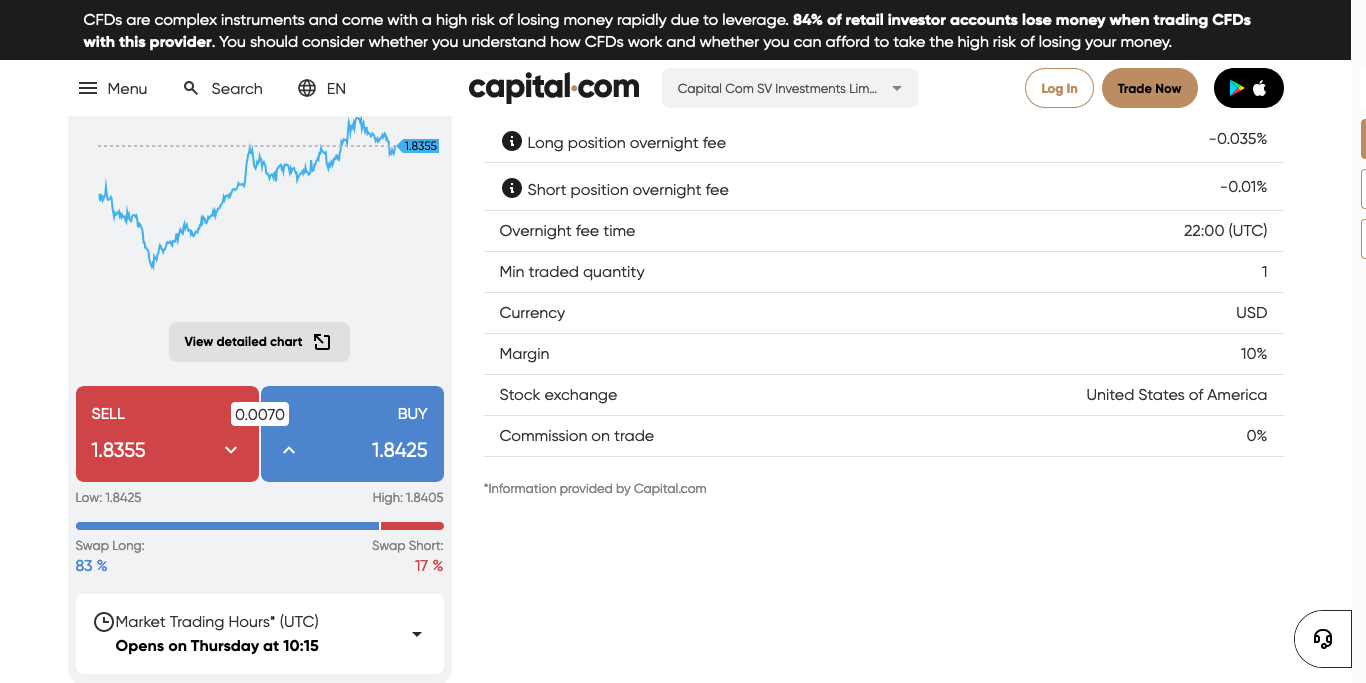 CFDs are complex instruments and come with a high risk of losing money rapidly due to leverage. 84% of retail investor accounts lose money when trading CFDs
with this provider. You should consider whether you understand how CFDs work and whether you can afford to take the high risk of losing your money.
Menu
Search
EN
capital.com
Capital Com SV Investments Lim...
Log In
Trade Now
1.8355
View detailed chart
SELL
1.8355
0.0070
BUY
1.8425
Low: 1.8425
High: 1.8405
Swap Long:
Swap Short:
83 %
17 %
Market Trading Hours* (UTC)
Opens on Thursday at 10:15
Long position overnight fee
-0.035%
Short position overnight fee
-0.01%
Overnight fee time
22:00 (UTC)
Min traded quantity
1
Currency
USD
Margin
10%
Stock exchange
United States of America
Commission on trade
0%
*Information provided by Capital.com